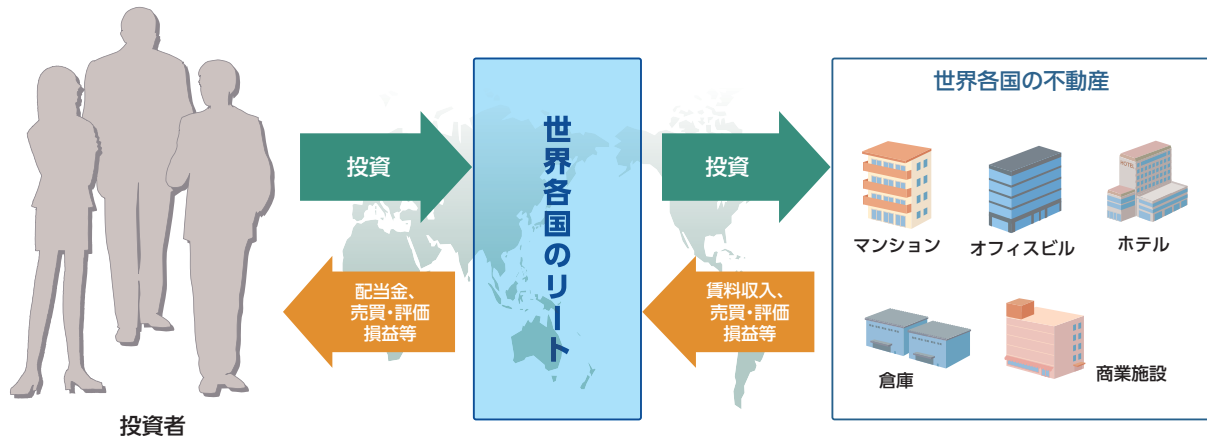 投資者
投資
配当金、
売買・評価
損益等
世界各国のリート
投資
賃料収入、
売買・評価
損益等
世界各国の不動産
マンション
オフィスビル
HOTEL
ホテル
倉庫
商業施設